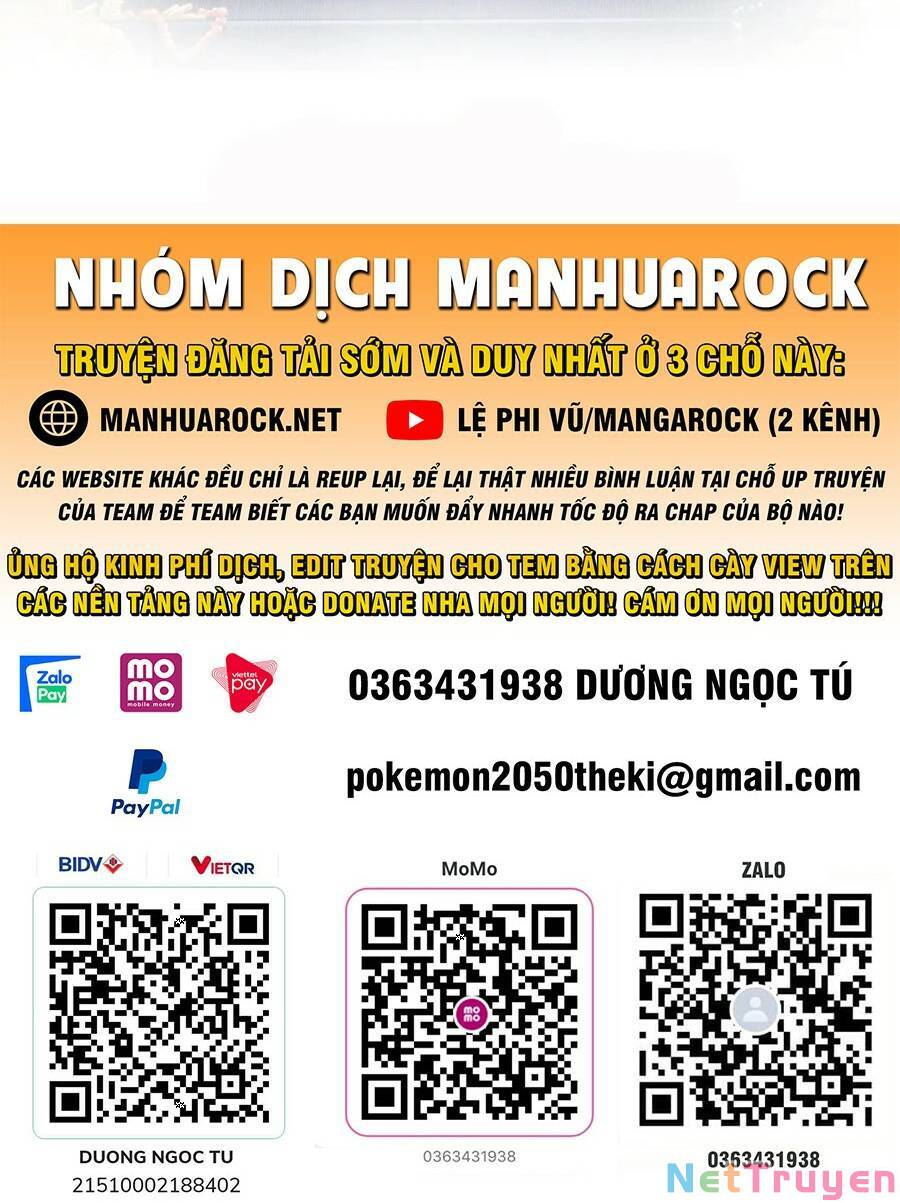 NHÓM DỊCH MANHUAROCK
TRUYỆN ĐĂNG TẢI SỚM VÀ DUY NHẤT Ở 3 CHỖ NÀY:
MANHUAROCK.NET LỆ PHI VŨ/MANGAROCK (2 KÊNH)
CÁC WEBSITE KHÁC ĐỀU CHỈ LÀ REUP LẠI, ĐỂ LẠI THẬT NHIỀU BÌNH LUẬN TẠI CHỖ UP TRUYỆN
CỦA TEAM ĐỂ TEAM BIẾT CÁC BẠN MUỐN ĐẨY NHANH TỐC ĐỘ RA CHAP CỦA BỘ NÀO!
ỦNG HỘ KINH PHÍ DỊCH, EDIT TRUYỆN CHO TEM BẰNG CÁCH CÀY VIEW TRÊN
CÁC NỀN TẢNG NÀY HOẶC DONATE NHA MỌI NGƯỜI! CÁM ƠN MỌI NGƯỜI!!!
Zalo
Pay
mo
mo
mobile money
viettel
pay
0363431938 DƯƠNG NGỌC TÚ
PayPal
pokemon2050theki@gmail.com
BIDV VIETQR
MoMo
ZALO
mo
mo
DUONG NGOC TU
21510002188402
0363431938
0363431938
NetTruyen